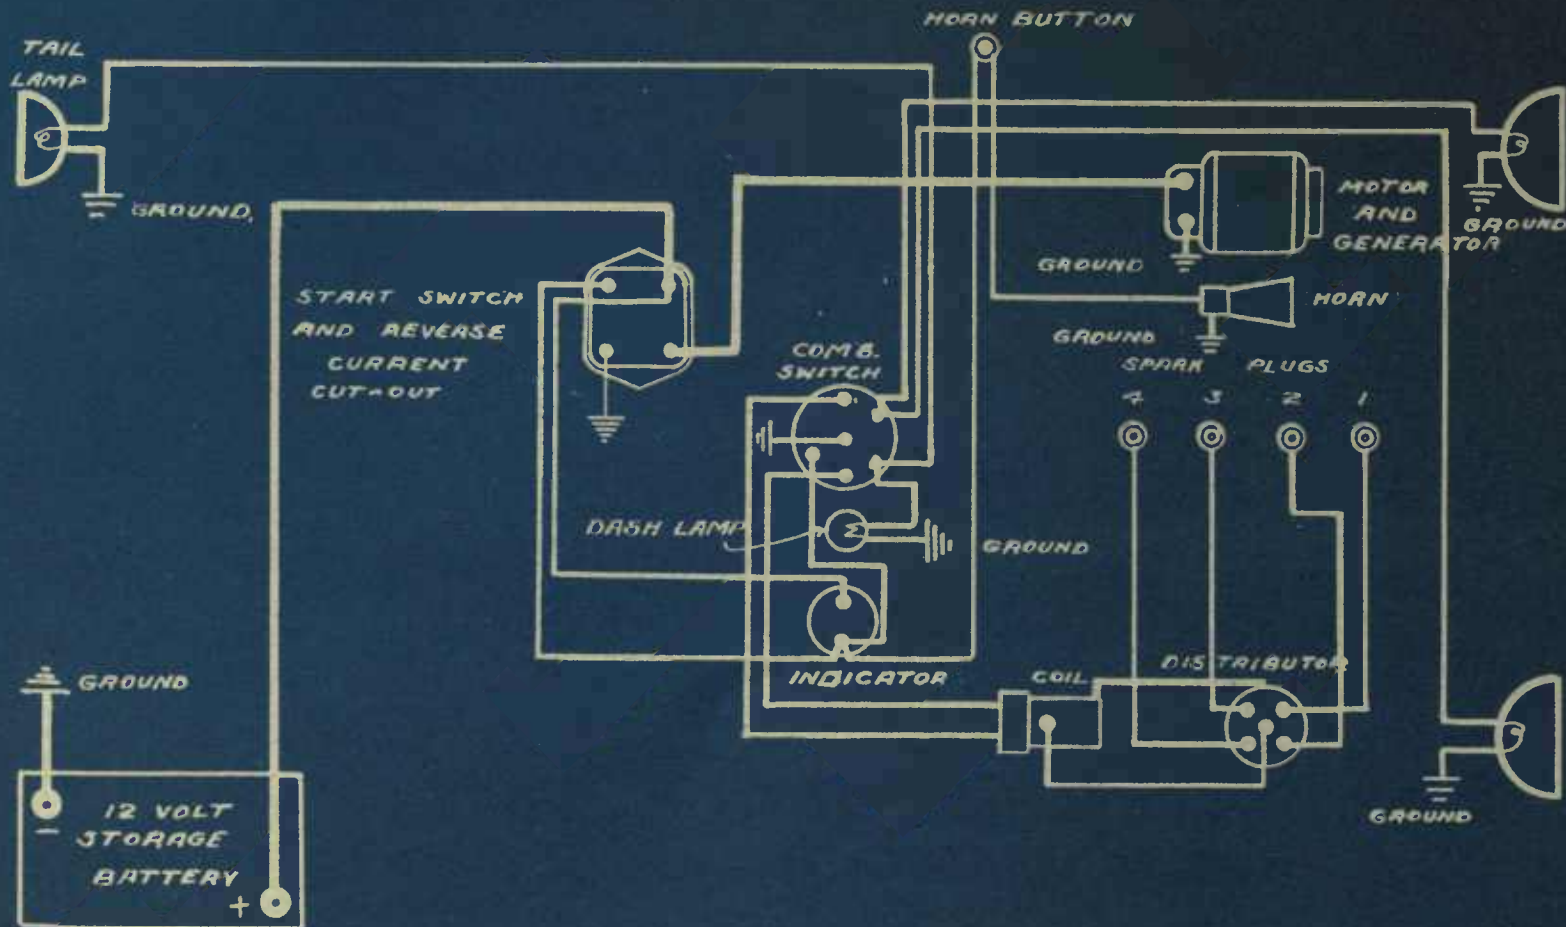 HORN BUTTON
TAIL
LAMP
GROUND.
MOTOR
AND
GENERATOR
GROUND
GROUND
START SWITCH
AND REVERSE
CURRENT
CUT-OUT
HORN
GROUND
COMB.
SWITCH
SPARK PLUGS
4 3 2 1
DASH LAMP
GROUND
INDICATOR
COIL
DISTRIBUTOR
GROUND
12 VOLT
STORAGE
BATTERY
− +
GROUND